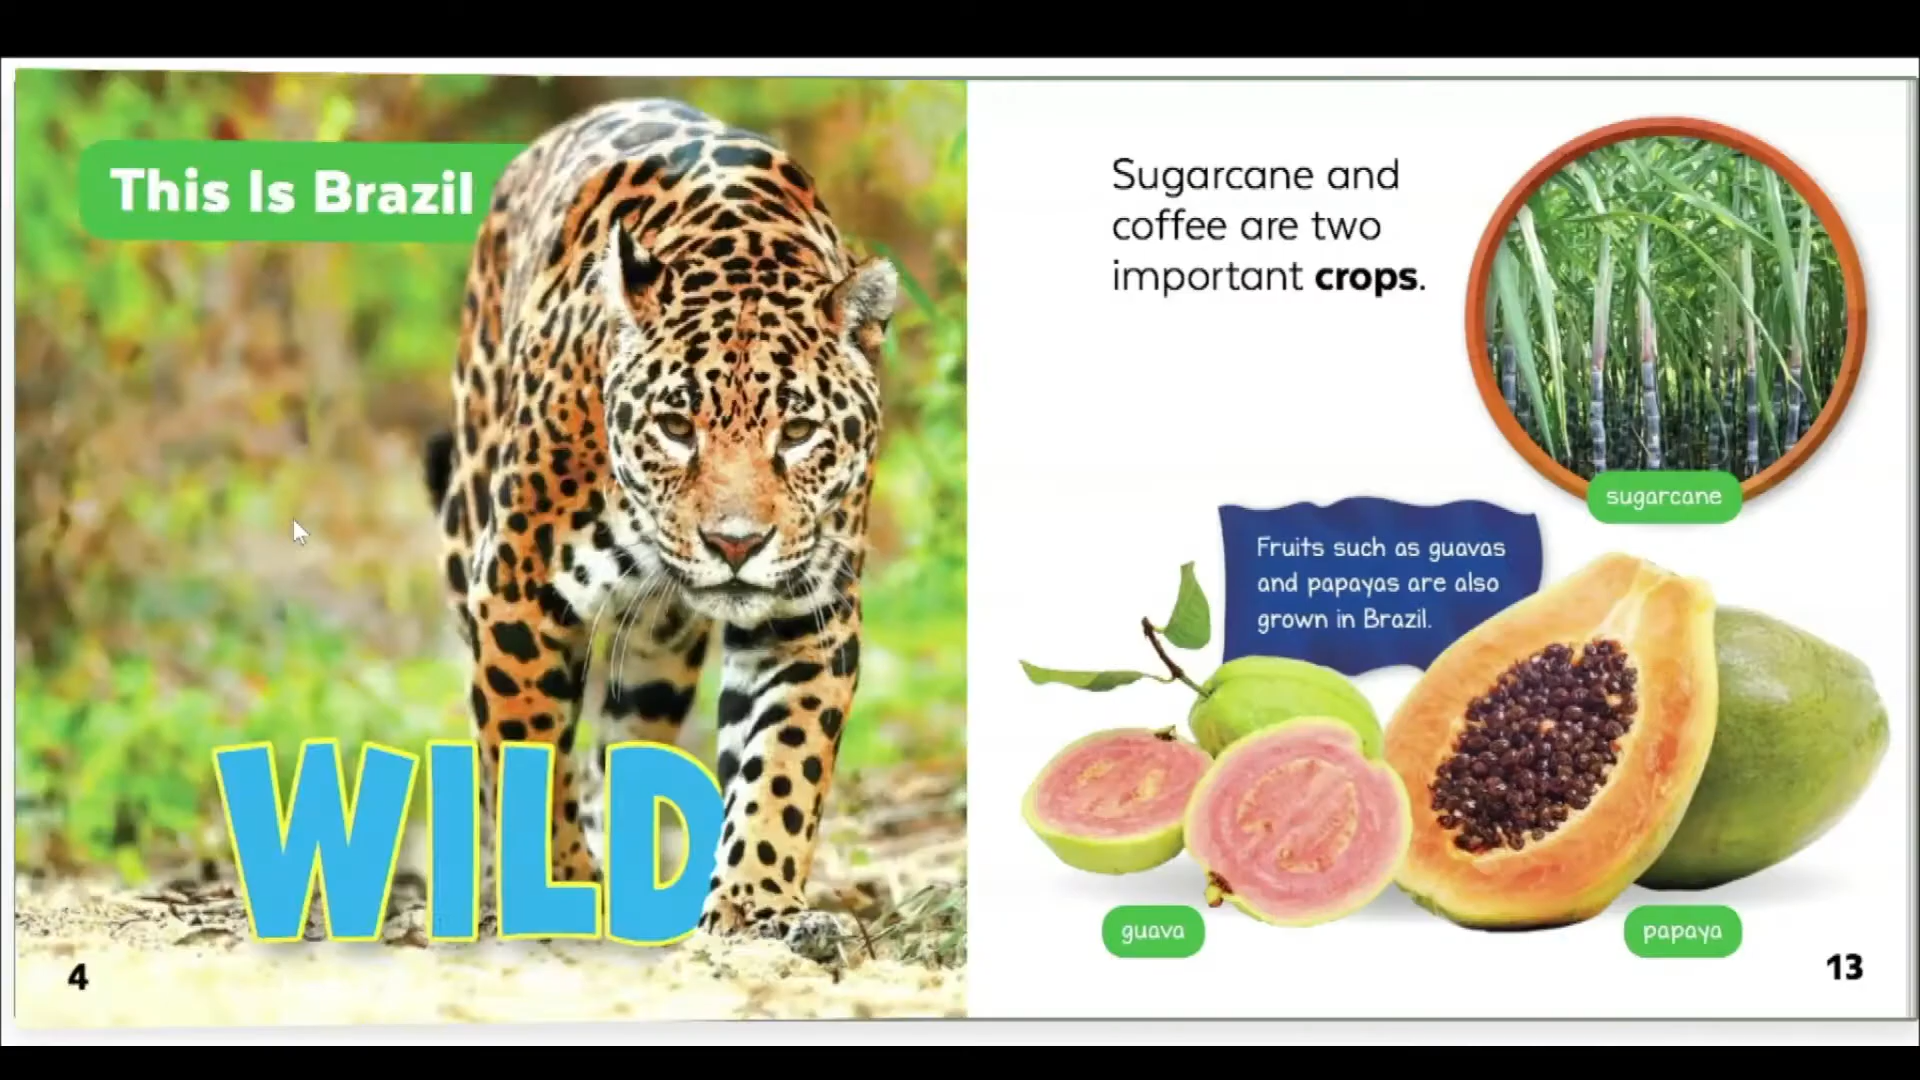 This Is Brazil
WILD
4
Sugarcane and
coffee are two
important crops.
sugarcane
Fruits such as guavas
and papayas are also
grown in Brazil.
guava
papaya
13